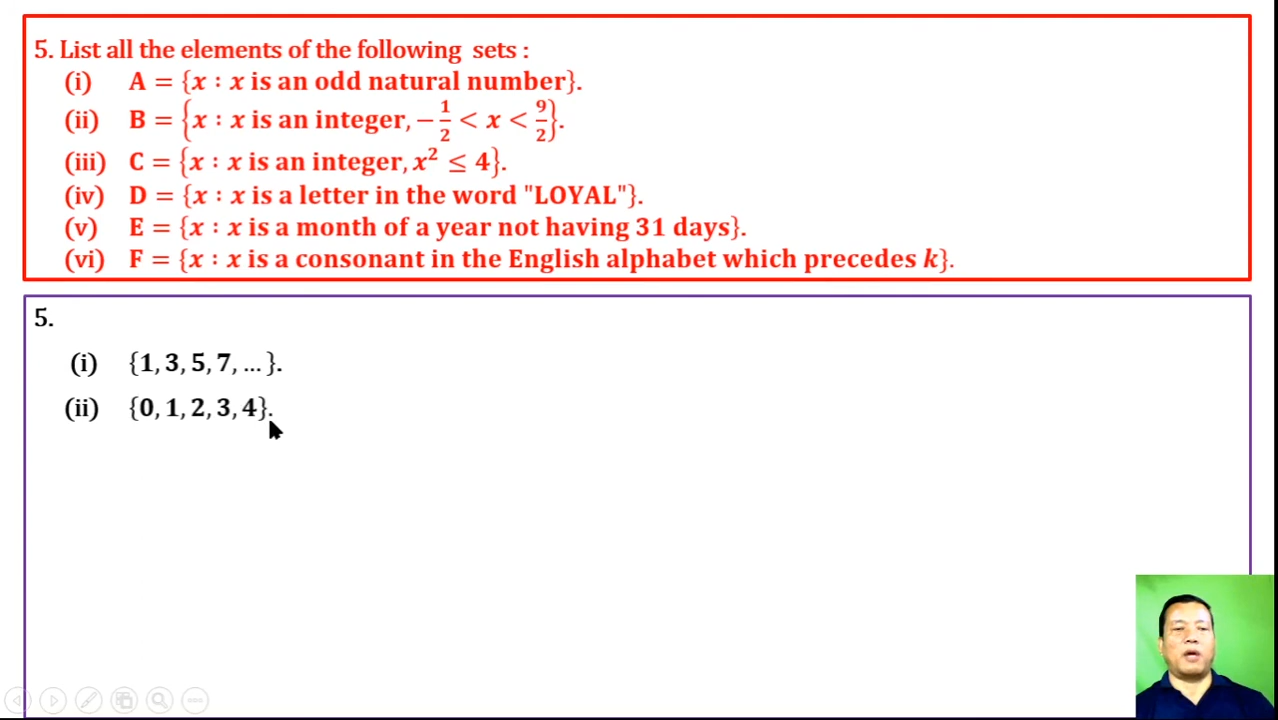 5. List all the elements of the following sets :
(i) A = {x : x is an odd natural number}.
(ii) B = {x : x is an integer, −1/2 < x < 9/2}.
(iii) C = {x : x is an integer, x² ≤ 4}.
(iv) D = {x : x is a letter in the word "LOYAL"}.
(v) E = {x : x is a month of a year not having 31 days}.
(vi) F = {x : x is a consonant in the English alphabet which precedes k}.
5.
(i) {1, 3, 5, 7, … }.
(ii) {0, 1, 2, 3, 4}.